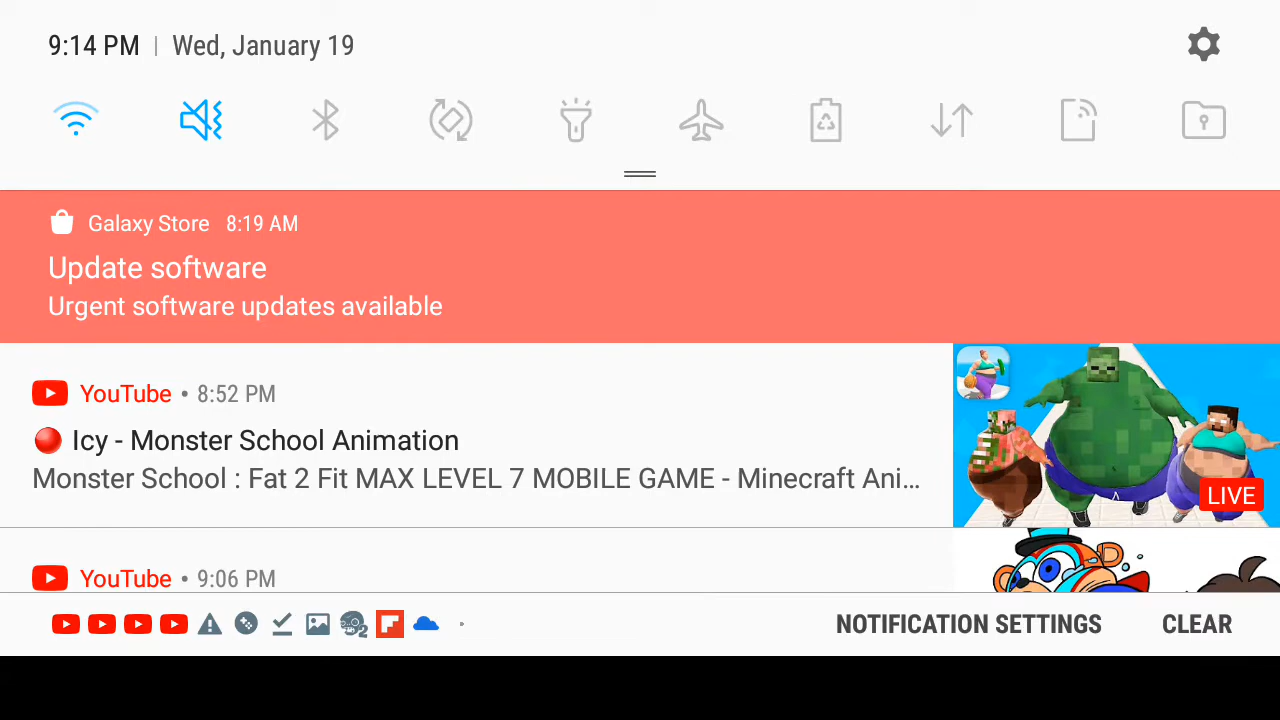 9:14 PM | Wed, January 19
Galaxy Store 8:19 AM
Update software
Urgent software updates available
YouTube • 8:52 PM
Icy - Monster School Animation
Monster School : Fat 2 Fit MAX LEVEL 7 MOBILE GAME - Minecraft Ani...
LIVE
YouTube • 9:06 PM
2
NOTIFICATION SETTINGS CLEAR